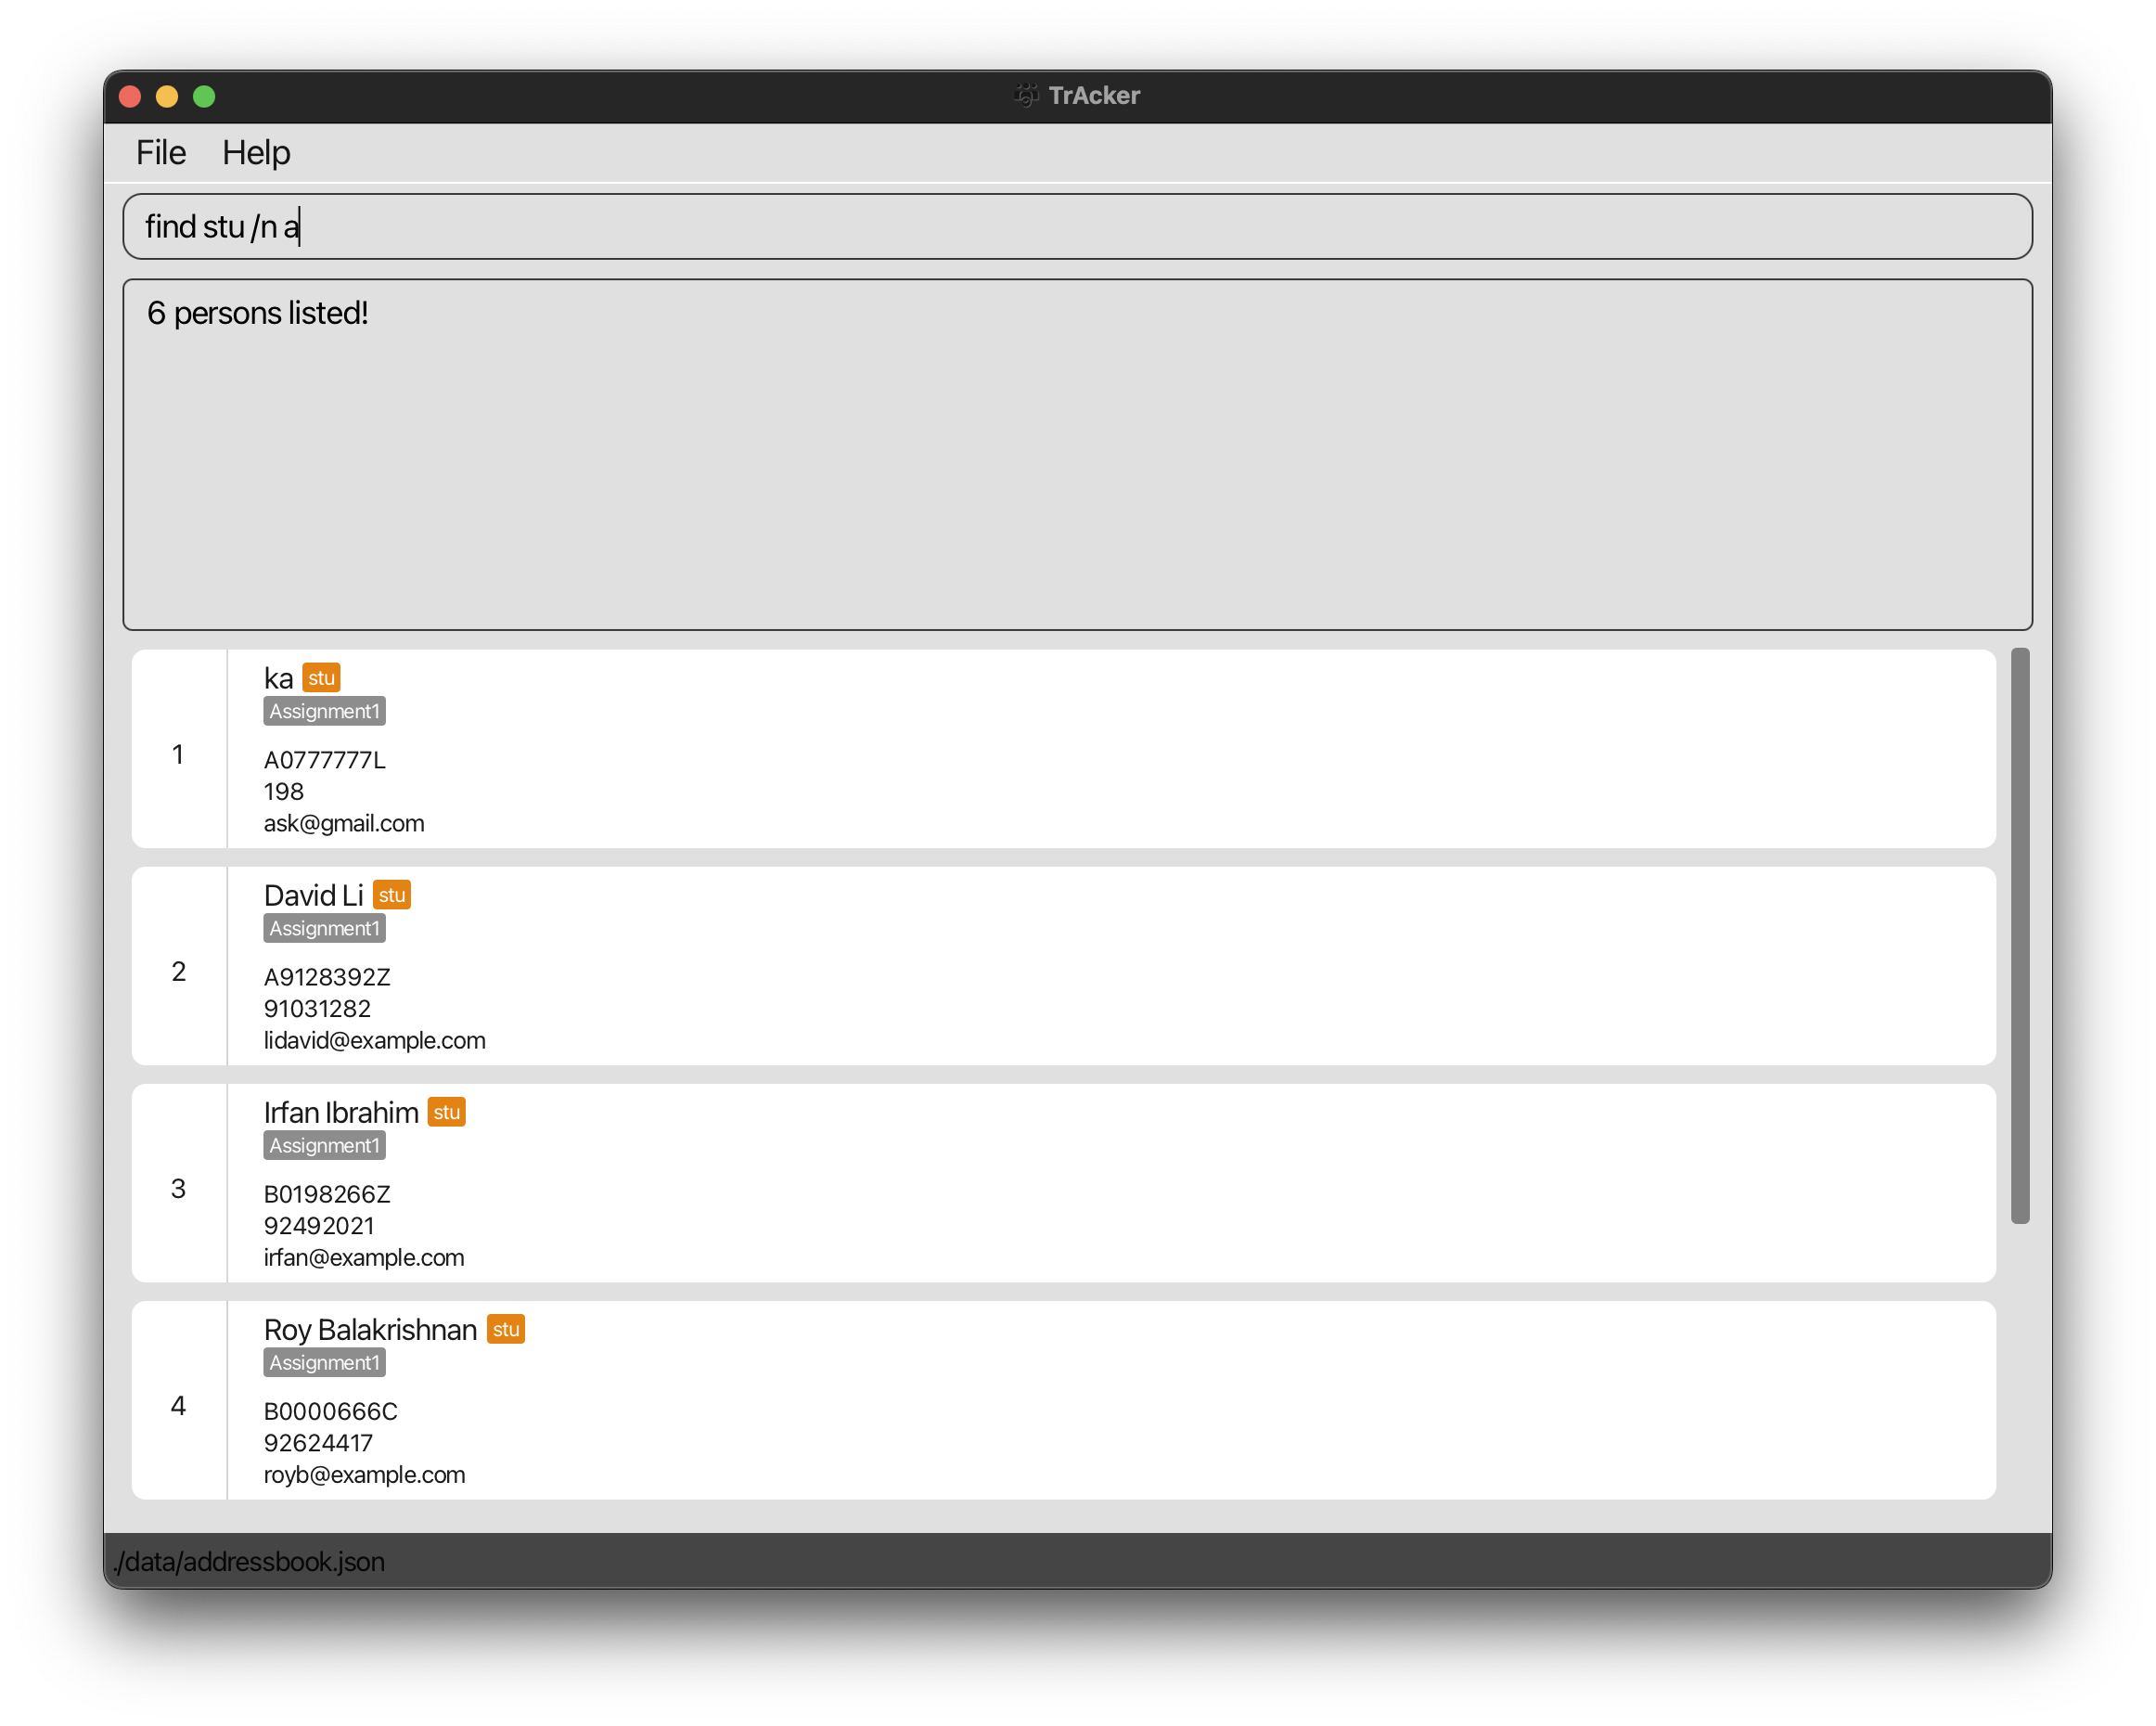 TrAcker
File Help
find stu /n a
6 persons listed!
ka stu
Assignment1
1
A0777777L
198
ask@gmail.com
David Li stu
Assignment1
2
A9128392Z
91031282
lidavid@example.com
Irfan Ibrahim stu
Assignment1
3
B0198266Z
92492021
irfan@example.com
Roy Balakrishnan stu
Assignment1
4
B0000666C
92624417
royb@example.com
./data/addressbook.json